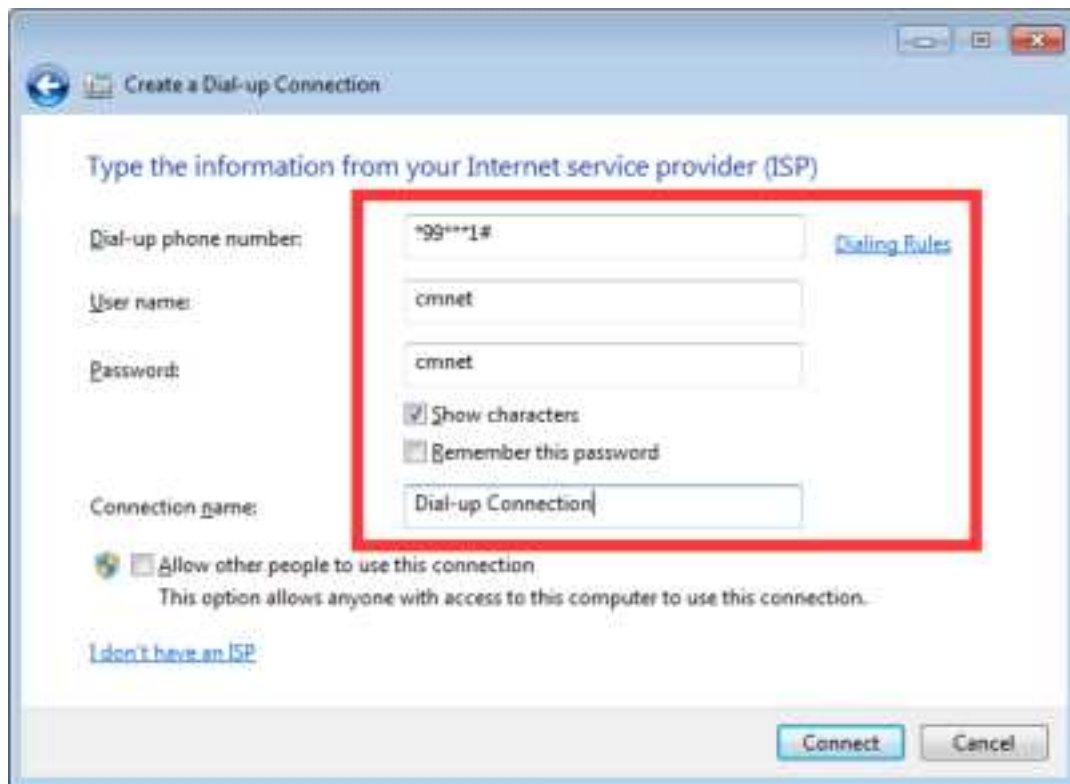 Create a Dial-up Connection
Type the information from your Internet service provider (ISP)
Dial-up phone number: *99***1# Dialing Rules
User name: cmnet
Password: cmnet
Show characters
Remember this password
Connection name: Dial-up Connection
Allow other people to use this connection
This option allows anyone with access to this computer to use this connection.
I don't have an ISP
Connect Cancel